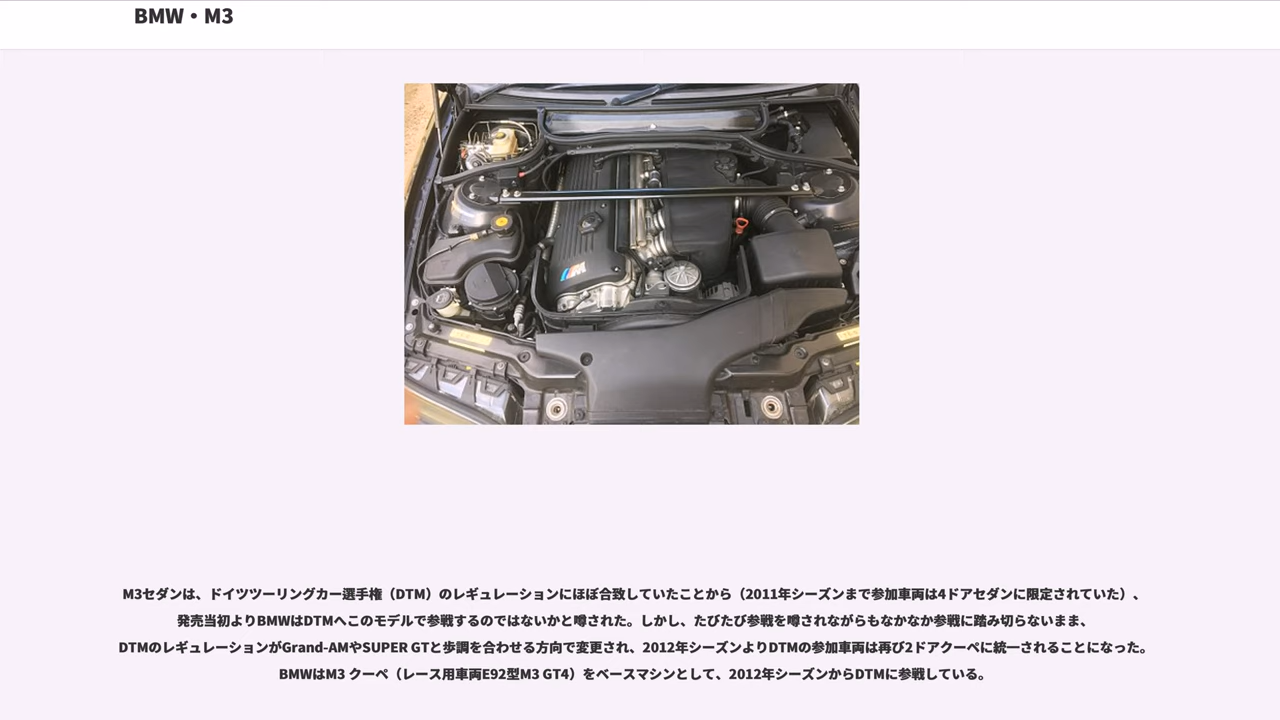 BMW・M3
M
M3セダンは、ドイツツーリングカー選手権（DTM）のレギュレーションにほぼ合致していたことから（2011年シーズンまで参加車両は4ドアセダンに限定されていた）、
発売当初よりBMWはDTMへこのモデルで参戦するのではないかと噂された。しかし、たびたび参戦を噂されながらもなかなか参戦に踏み切らないまま、
DTMのレギュレーションがGrand-AMやSUPER GTと歩調を合わせる方向で変更され、2012年シーズンよりDTMの参加車両は再び2ドアクーペに統一されることになった。
BMWはM3 クーペ（レース用車両E92型M3 GT4）をベースマシンとして、2012年シーズンからDTMに参戦している。